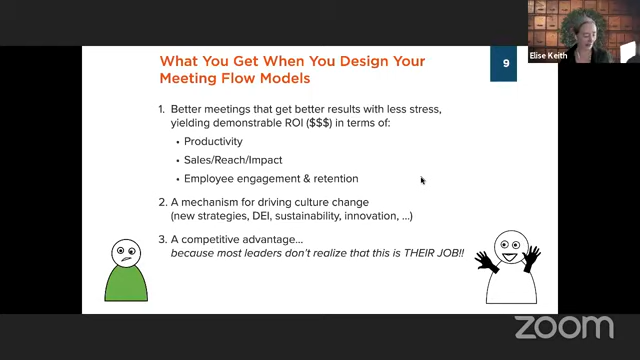 What You Get When You Design Your
Meeting Flow Models
9
Elise Keith
1. Better meetings that get better results with less stress,
yielding demonstrable ROI ($$$) in terms of:
• Productivity
• Sales/Reach/Impact
• Employee engagement & retention
2. A mechanism for driving culture change
(new strategies, DEI, sustainability, innovation, ...)
3. A competitive advantage...
because most leaders don't realize that this is THEIR JOB!!
zoom